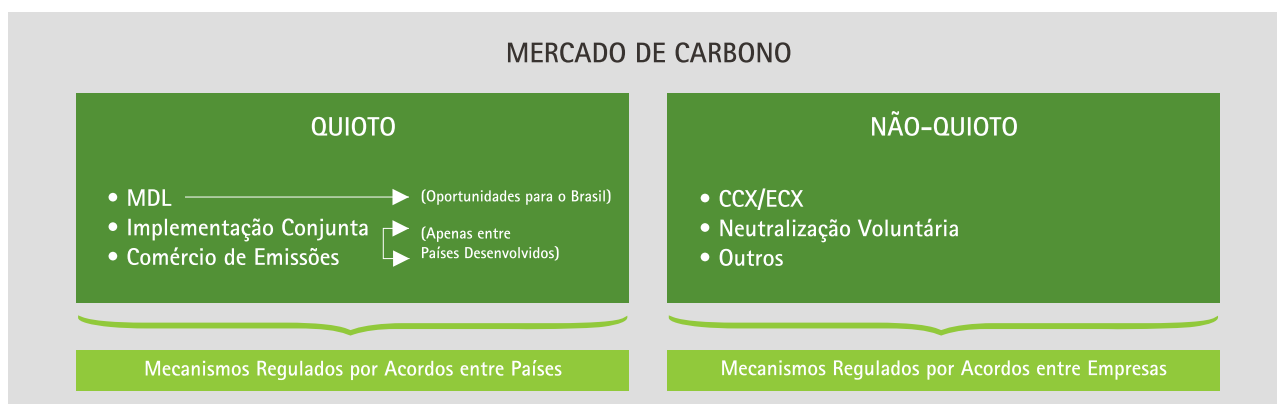 MERCADO DE CARBONO
QUIOTO
• MDL
(Oportunidades para o Brasil)
• Implementação Conjunta
• Comércio de Emissões
(Apenas entre
Países Desenvolvidos)
Mecanismos Regulados por Acordos entre Países
NÃO-QUIOTO
• CCX/ECX
• Neutralização Voluntária
• Outros
Mecanismos Regulados por Acordos entre Empresas